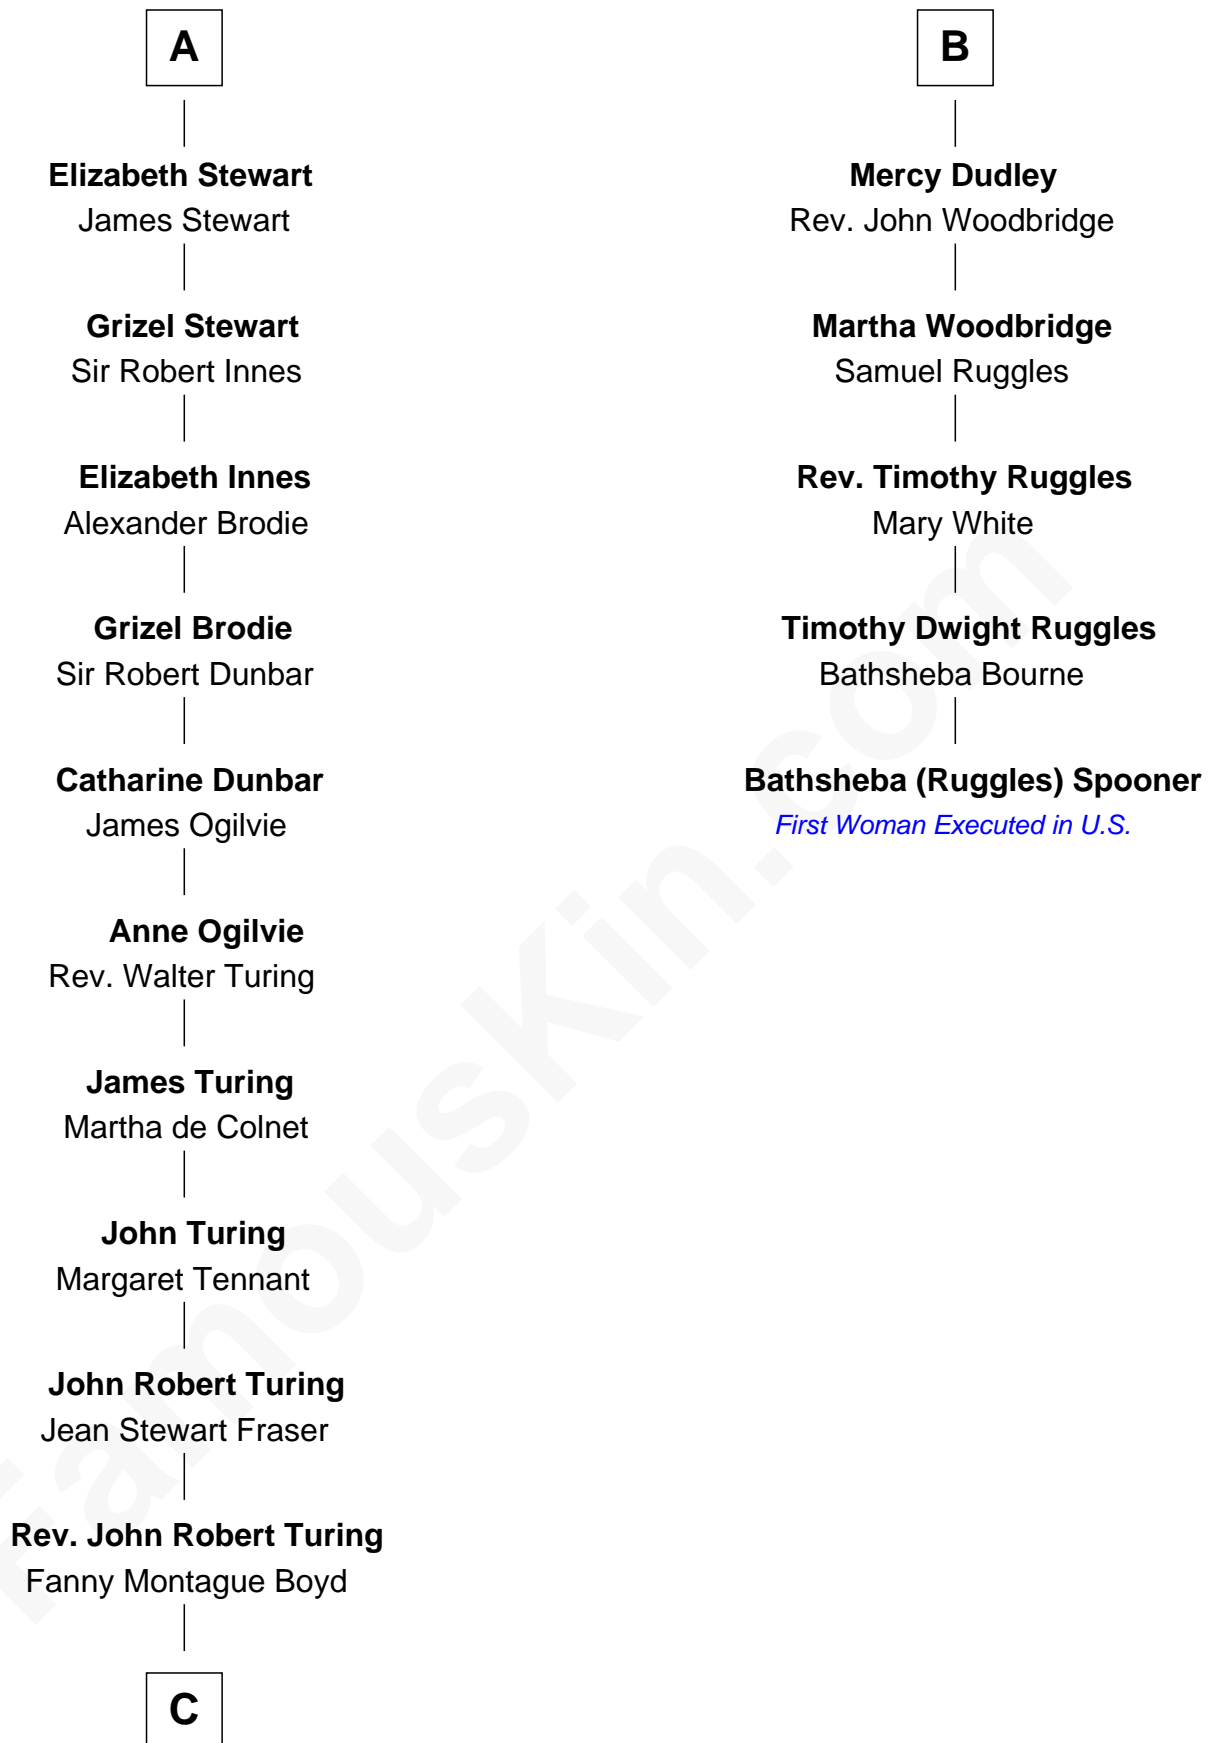 A
Elizabeth Stewart
James Stewart
Grizel Stewart
Sir Robert Innes
Elizabeth Innes
Alexander Brodie
Grizel Brodie
Sir Robert Dunbar
Catharine Dunbar
James Ogilvie
Anne Ogilvie
Rev. Walter Turing
James Turing
Martha de Colnet
John Turing
Margaret Tennant
John Robert Turing
Jean Stewart Fraser
Rev. John Robert Turing
Fanny Montague Boyd
C
B
Mercy Dudley
Rev. John Woodbridge
Martha Woodbridge
Samuel Ruggles
Rev. Timothy Ruggles
Mary White
Timothy Dwight Ruggles
Bathsheba Bourne
Bathsheba (Ruggles) Spooner
First Woman Executed in U.S.
FamousKin.com